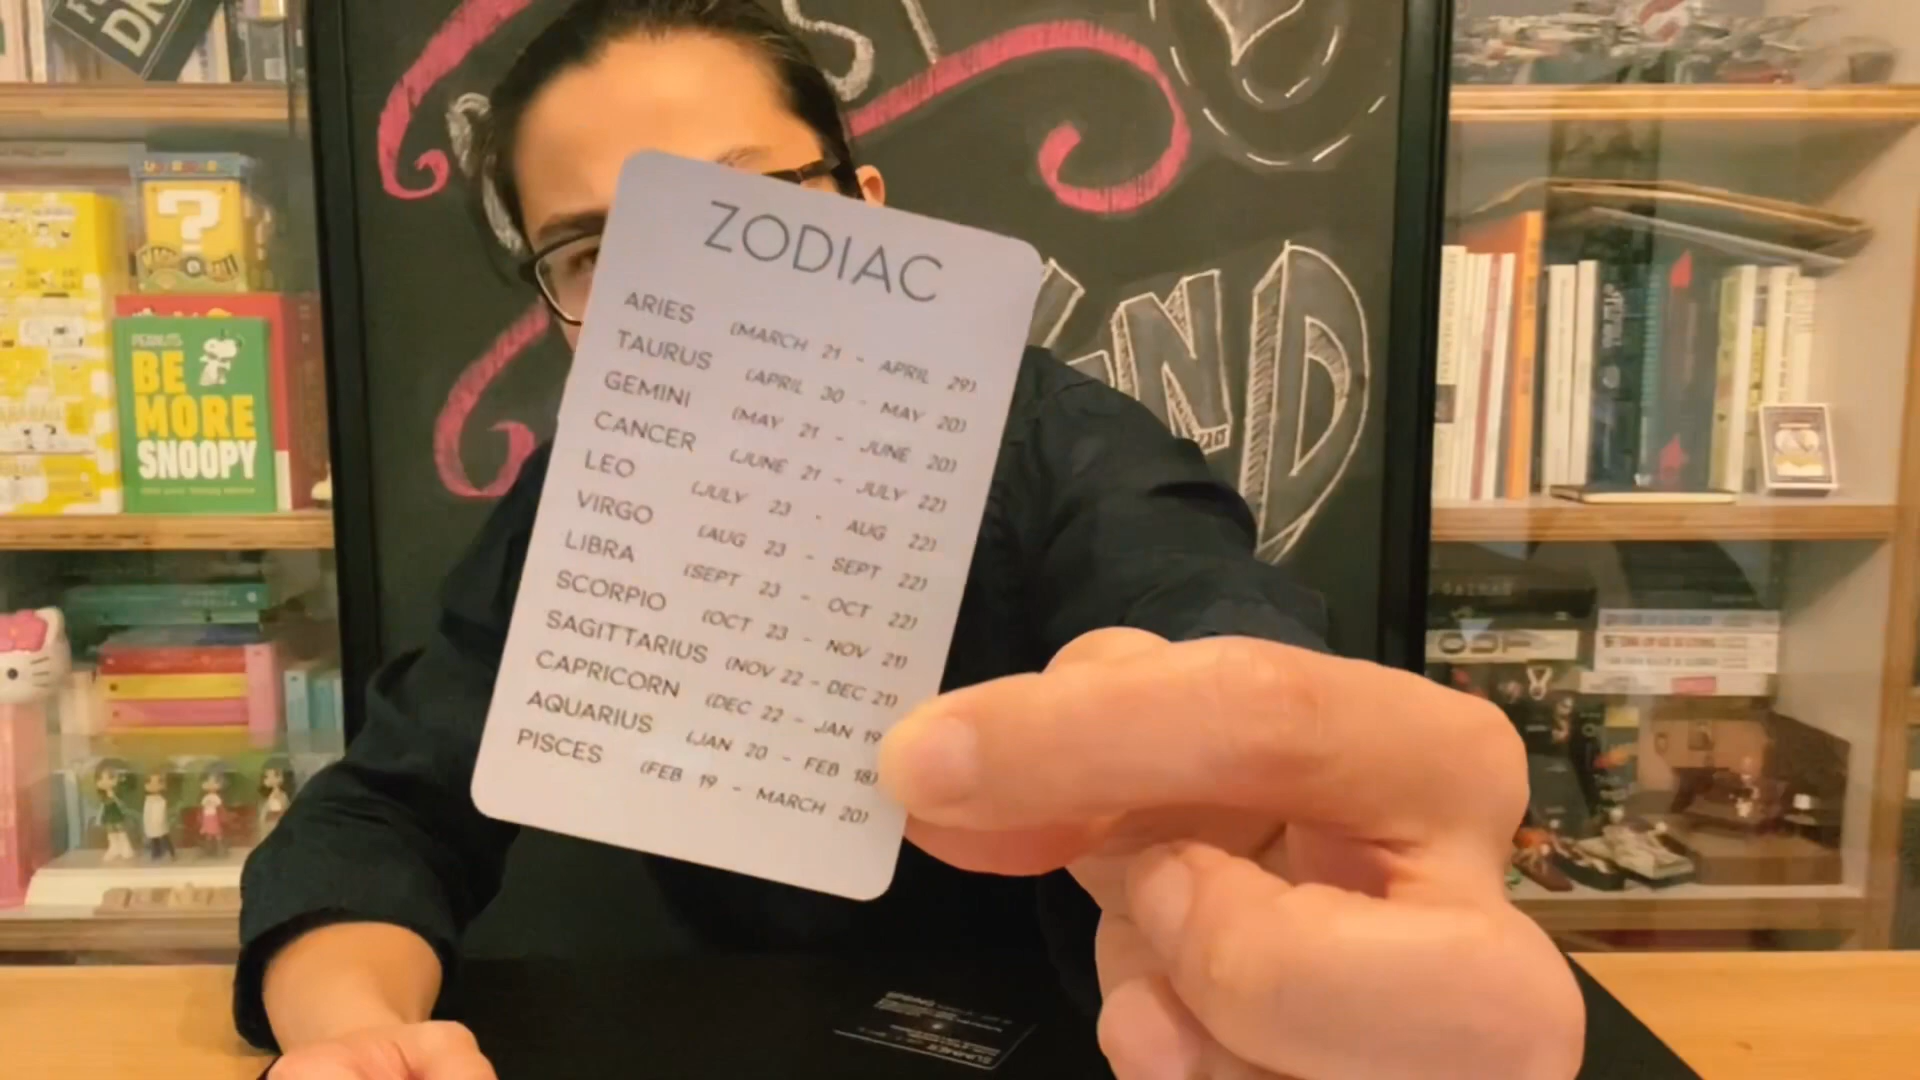 ZODIAC
ARIES (MARCH 21 - APRIL 29)
TAURUS (APRIL 30 - MAY 20)
GEMINI (MAY 21 - JUNE 20)
CANCER (JUNE 21 - JULY 22)
LEO (JULY 23 - AUG 22)
VIRGO (AUG 23 - SEPT 22)
LIBRA (SEPT 23 - OCT 22)
SCORPIO (OCT 23 - NOV 21)
SAGITTARIUS (NOV 22 - DEC 21)
CAPRICORN (DEC 22 - JAN 19
AQUARIUS (JAN 20 - FEB 18)
PISCES (FEB 19 - MARCH 20)
PEANUTS
BE
MORE
SNOOPY
?
ND
SPRING
SUMMER